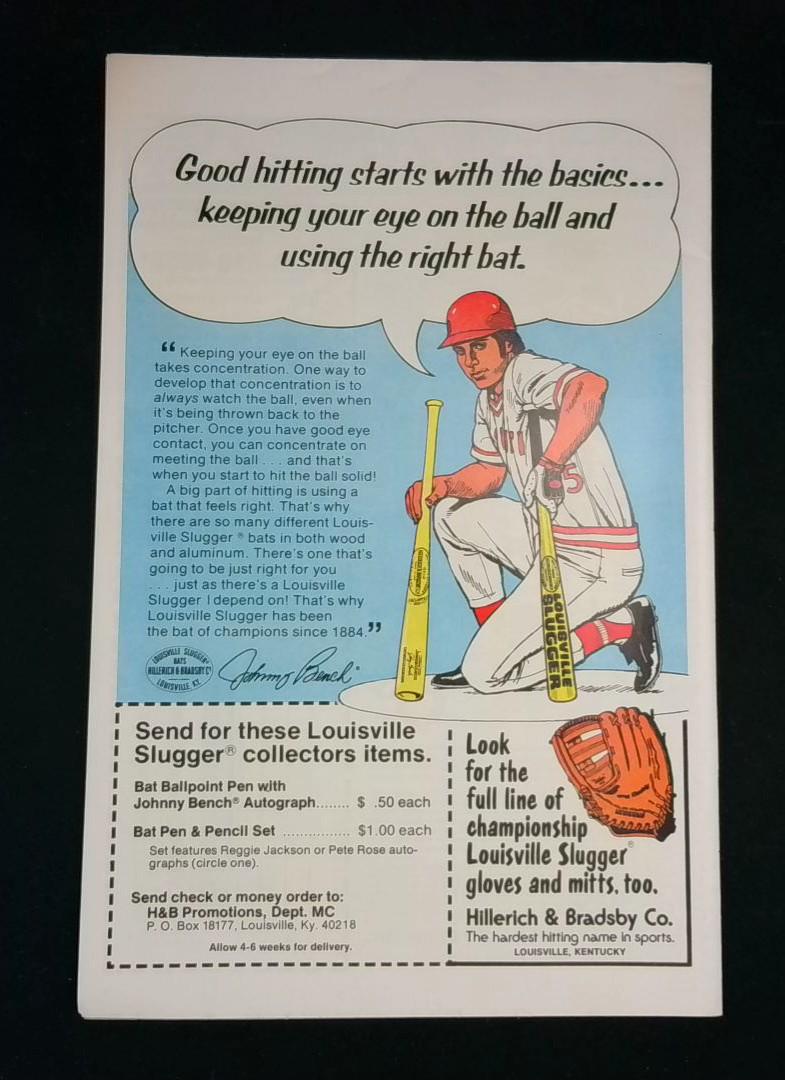 Good hitting starts with the basics...
keeping your eye on the ball and
using the right bat.
“ Keeping your eye on the ball
takes concentration. One way to
develop that concentration is to
always watch the ball, even when
it's being thrown back to the
pitcher. Once you have good eye
contact, you can concentrate on
meeting the ball . . . and that's
when you start to hit the ball solid!
A big part of hitting is using a
bat that feels right. That's why
there are so many different Louis-
ville Slugger ® bats in both wood
and aluminum. There's one that's
going to be just right for you
. . . just as there's a Louisville
Slugger I depend on! That's why
Louisville Slugger has been
the bat of champions since 1884.”
LOUISVILLE SLUGGER®
BATS
HILLERICH & BRADSBY Co
LOUISVILLE, KY.
Johnny Bench®
5
LOUISVILLE
SLUGGER
Send for these Louisville
Slugger® collectors items.
Bat Ballpoint Pen with
Johnny Bench® Autograph........ $ .50 each
Bat Pen & Pencil Set ................ $1.00 each
Set features Reggie Jackson or Pete Rose auto-
graphs (circle one).
Send check or money order to:
H&B Promotions, Dept. MC
P. O. Box 18177, Louisville, Ky. 40218
Allow 4-6 weeks for delivery.
Look
for the
full line of
championship
Louisville Slugger®
gloves and mitts, too.
Hillerich & Bradsby Co.
The hardest hitting name in sports.
LOUISVILLE, KENTUCKY